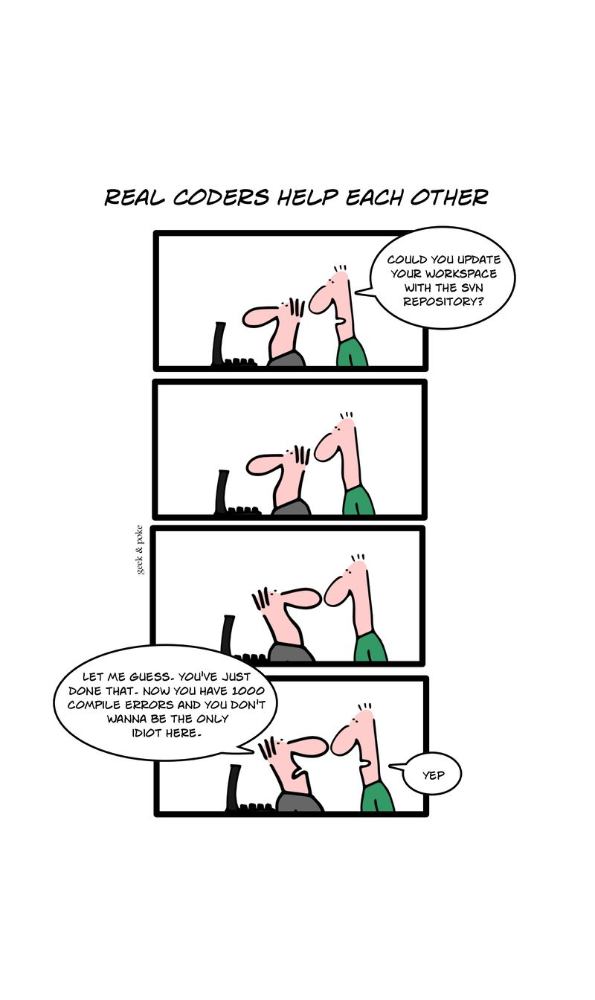 REAL CODERS HELP EACH OTHER
COULD YOU UPDATE
YOUR WORKSPACE
WITH THE SVN
REPOSITORY?
geek & poke
LET ME GUESS. YOU'VE JUST
DONE THAT. NOW YOU HAVE 1000
COMPILE ERRORS AND YOU DON'T
WANNA BE THE ONLY
IDIOT HERE.
YEP